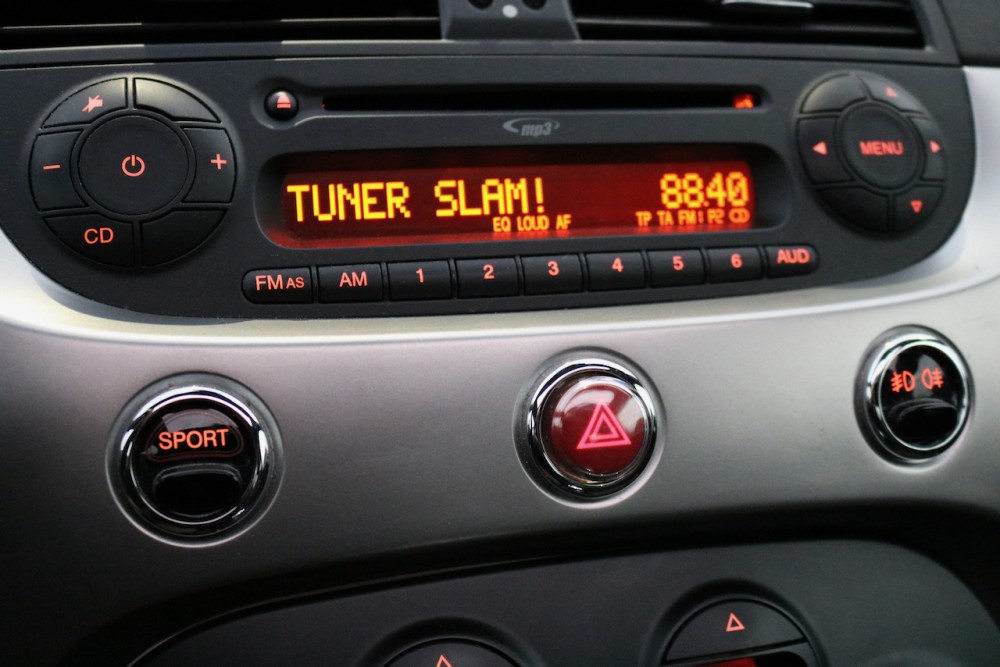 mp3
TUNER SLAM! 88.40
EQ LOUD AF TP TA FM1 P2
- +
CD
MENU
FM AS AM 1 2 3 4 5 6 AUD
SPORT